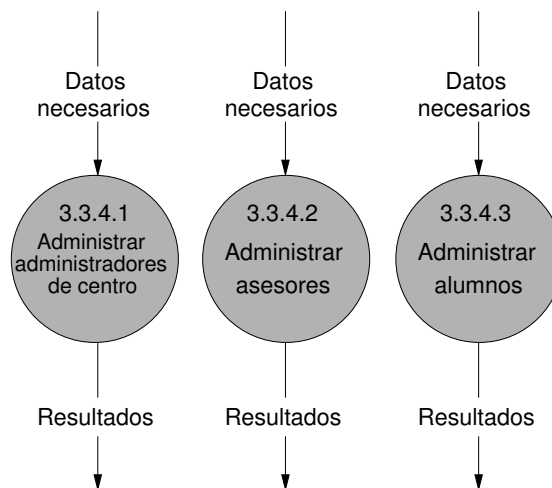 Datos
necesarios
Datos
necesarios
Datos
necesarios
3.3.4.1
Administrar
administradores
de centro
3.3.4.2
Administrar
asesores
3.3.4.3
Administrar
alumnos
Resultados
Resultados
Resultados